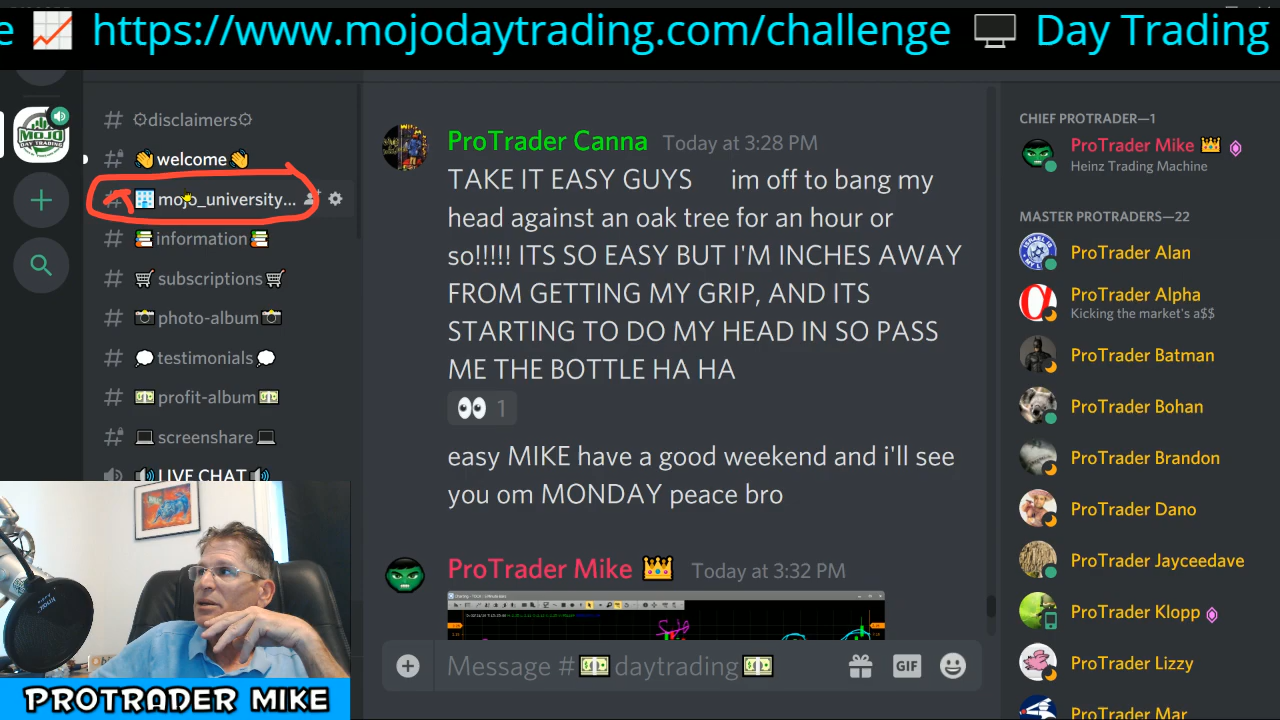 e 📈 https://www.mojodaytrading.com/challenge 🖥 Day Trading
MOJO
DAY TRADING
# ⚙disclaimers⚙
# 👋welcome👋
# 🏢mojo_university...
# 📚information📚
# 🛒subscriptions🛒
# 📷photo-album📷
# 💭testimonials💭
# 💵profit-album💵
# 💻screenshare💻
🔊LIVE CHAT🔊
ProTrader Canna Today at 3:28 PM
TAKE IT EASY GUYS im off to bang my
head against an oak tree for an hour or
so!!!!! ITS SO EASY BUT I'M INCHES AWAY
FROM GETTING MY GRIP, AND ITS
STARTING TO DO MY HEAD IN SO PASS
ME THE BOTTLE HA HA
👀 1
easy MIKE have a good weekend and i'll see
you om MONDAY peace bro
ProTrader Mike 👑 Today at 3:32 PM
Message #💵daytrading💵
GIF
CHIEF PROTRADER—1
ProTrader Mike 👑
Heinz Trading Machine
MASTER PROTRADERS—22
ProTrader Alan
ProTrader Alpha
Kicking the market's a$$
ProTrader Batman
ProTrader Bohan
ProTrader Brandon
ProTrader Dano
ProTrader Jayceedave
ProTrader Klopp
ProTrader Lizzy
ProTrader Mar
PROTRADER MIKE